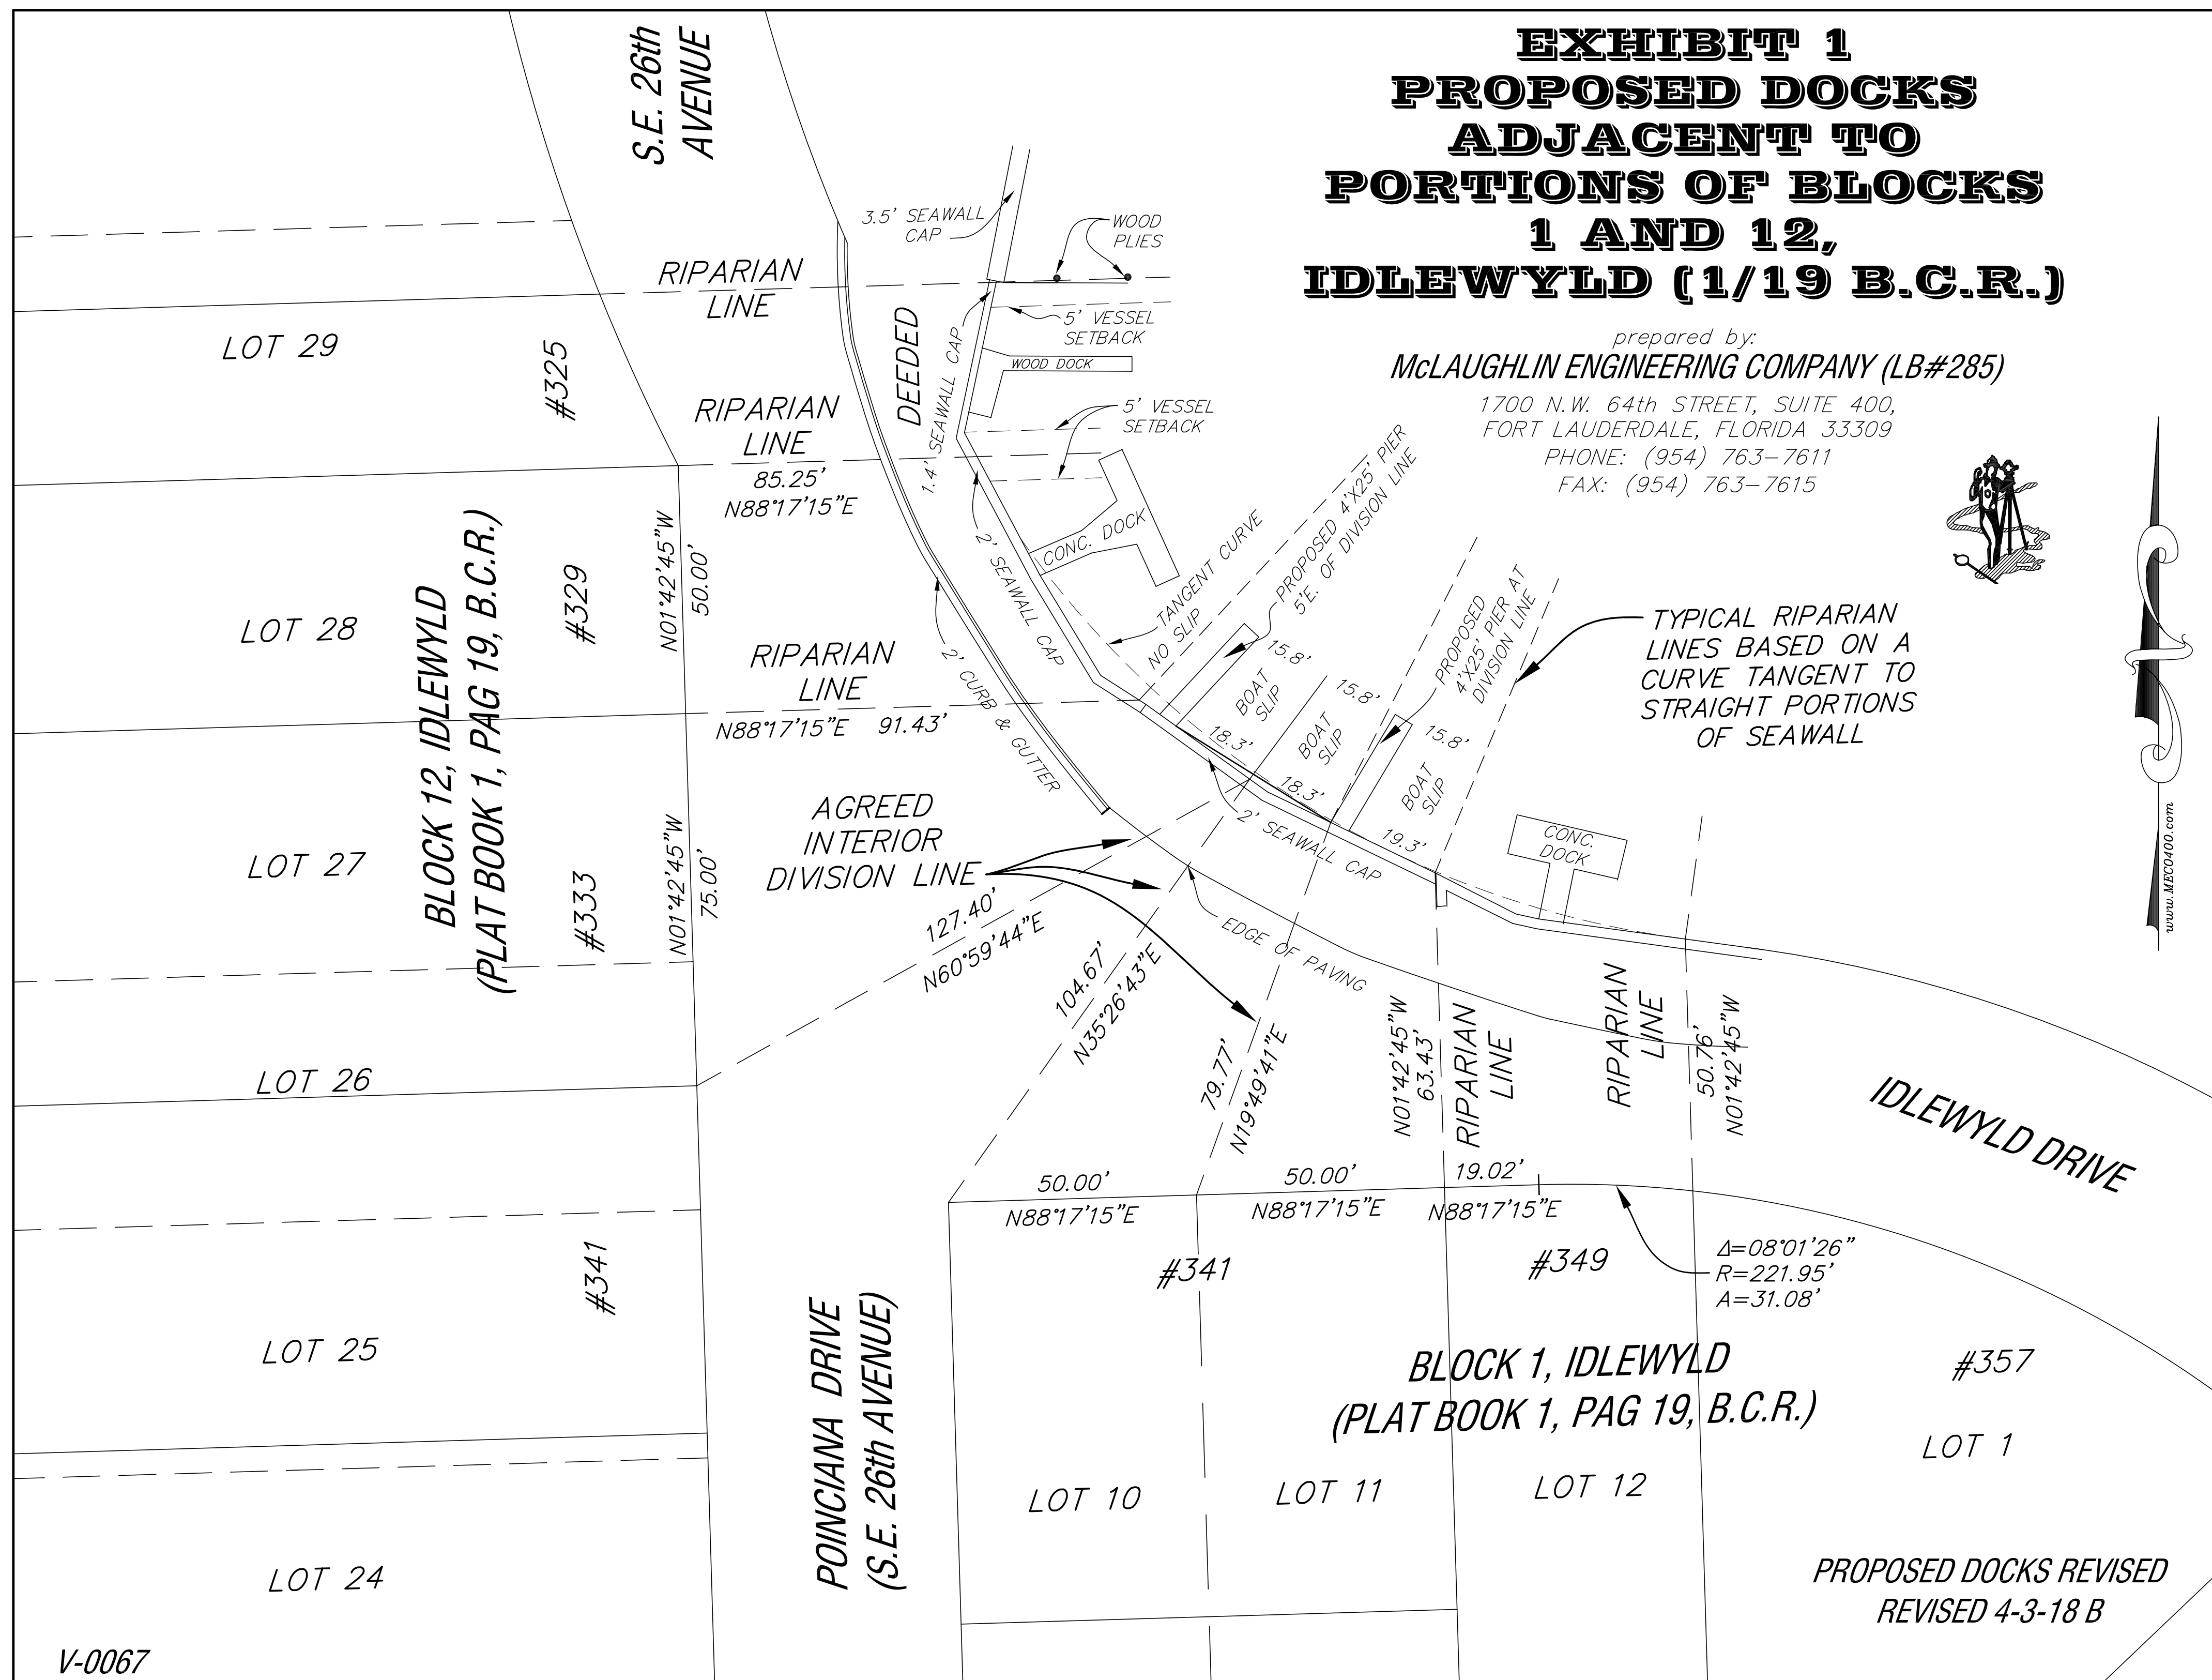 EXHIBIT 1
PROPOSED DOCKS
ADJACENT TO
PORTIONS OF BLOCKS
1 AND 12,
IDLEWYLD (1/19 B.C.R.)
prepared by:
McLAUGHLIN ENGINEERING COMPANY (LB#285)
1700 N.W. 64th STREET, SUITE 400,
FORT LAUDERDALE, FLORIDA 33309
PHONE: (954) 763-7611
FAX: (954) 763-7615
S.E. 26th
AVENUE
3.5' SEAWALL
CAP
WOOD
PLIES
RIPARIAN
LINE
5' VESSEL
SETBACK
DEEDED
1.4' SEAWALL CAP
WOOD DOCK
LOT 29
#325
RIPARIAN
LINE
85.25'
N88°17'15"E
5' VESSEL
SETBACK
CONC. DOCK
2' SEAWALL CAP
TANGENT CURVE
NO SLIP
PROPOSED 4'X25' PIER
5'E. OF DIVISION LINE
PROPOSED
4'X25' PIER AT
DIVISION LINE
TYPICAL RIPARIAN
LINES BASED ON A
CURVE TANGENT TO
STRAIGHT PORTIONS
OF SEAWALL
www.MECO400.com
BLOCK 12, IDLEWYLD
(PLAT BOOK 1, PAG 19, B.C.R.)
LOT 28
#329
N01°42'45"W
50.00'
RIPARIAN
LINE
N88°17'15"E 91.43'
2' CURB & GUTTER
15.8'
BOAT
SLIP
18.3'
15.8'
BOAT
SLIP
18.3'
15.8'
BOAT
SLIP
19.3'
2' SEAWALL CAP
CONC.
DOCK
LOT 27
#333
N01°42'45"W
75.00'
AGREED
INTERIOR
DIVISION LINE
127.40'
N60°59'44"E
104.67'
N35°26'43"E
EDGE OF PAVING
79.77'
N19°49'41"E
N01°42'45"W
63.43'
RIPARIAN
LINE
RIPARIAN
LINE
50.76'
N01°42'45"W
IDLEWYLD DRIVE
LOT 26
50.00'
N88°17'15"E
50.00'
N88°17'15"E
19.02'
N88°17'15"E
#341
#341
#349
Δ=08°01'26"
R=221.95'
A=31.08'
LOT 25
POINCIANA DRIVE
(S.E. 26th AVENUE)
BLOCK 1, IDLEWYLD
(PLAT BOOK 1, PAG 19, B.C.R.)
#357
LOT 1
LOT 10
LOT 11
LOT 12
LOT 24
PROPOSED DOCKS REVISED
REVISED 4-3-18 B
V-0067